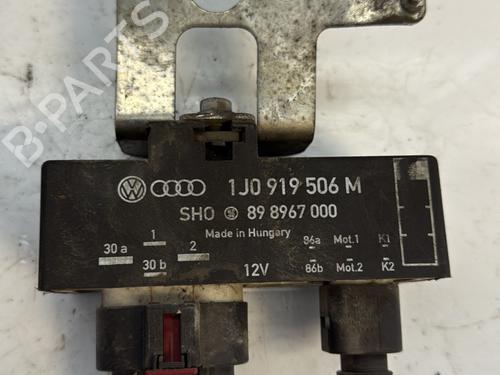 B-PARTS
1J0 919 506 M
SHO 89 8967 000
Made in Hungary
1
30 a
2
30 b
12V
86a Mot.1 K1
86b Mot.2 K2